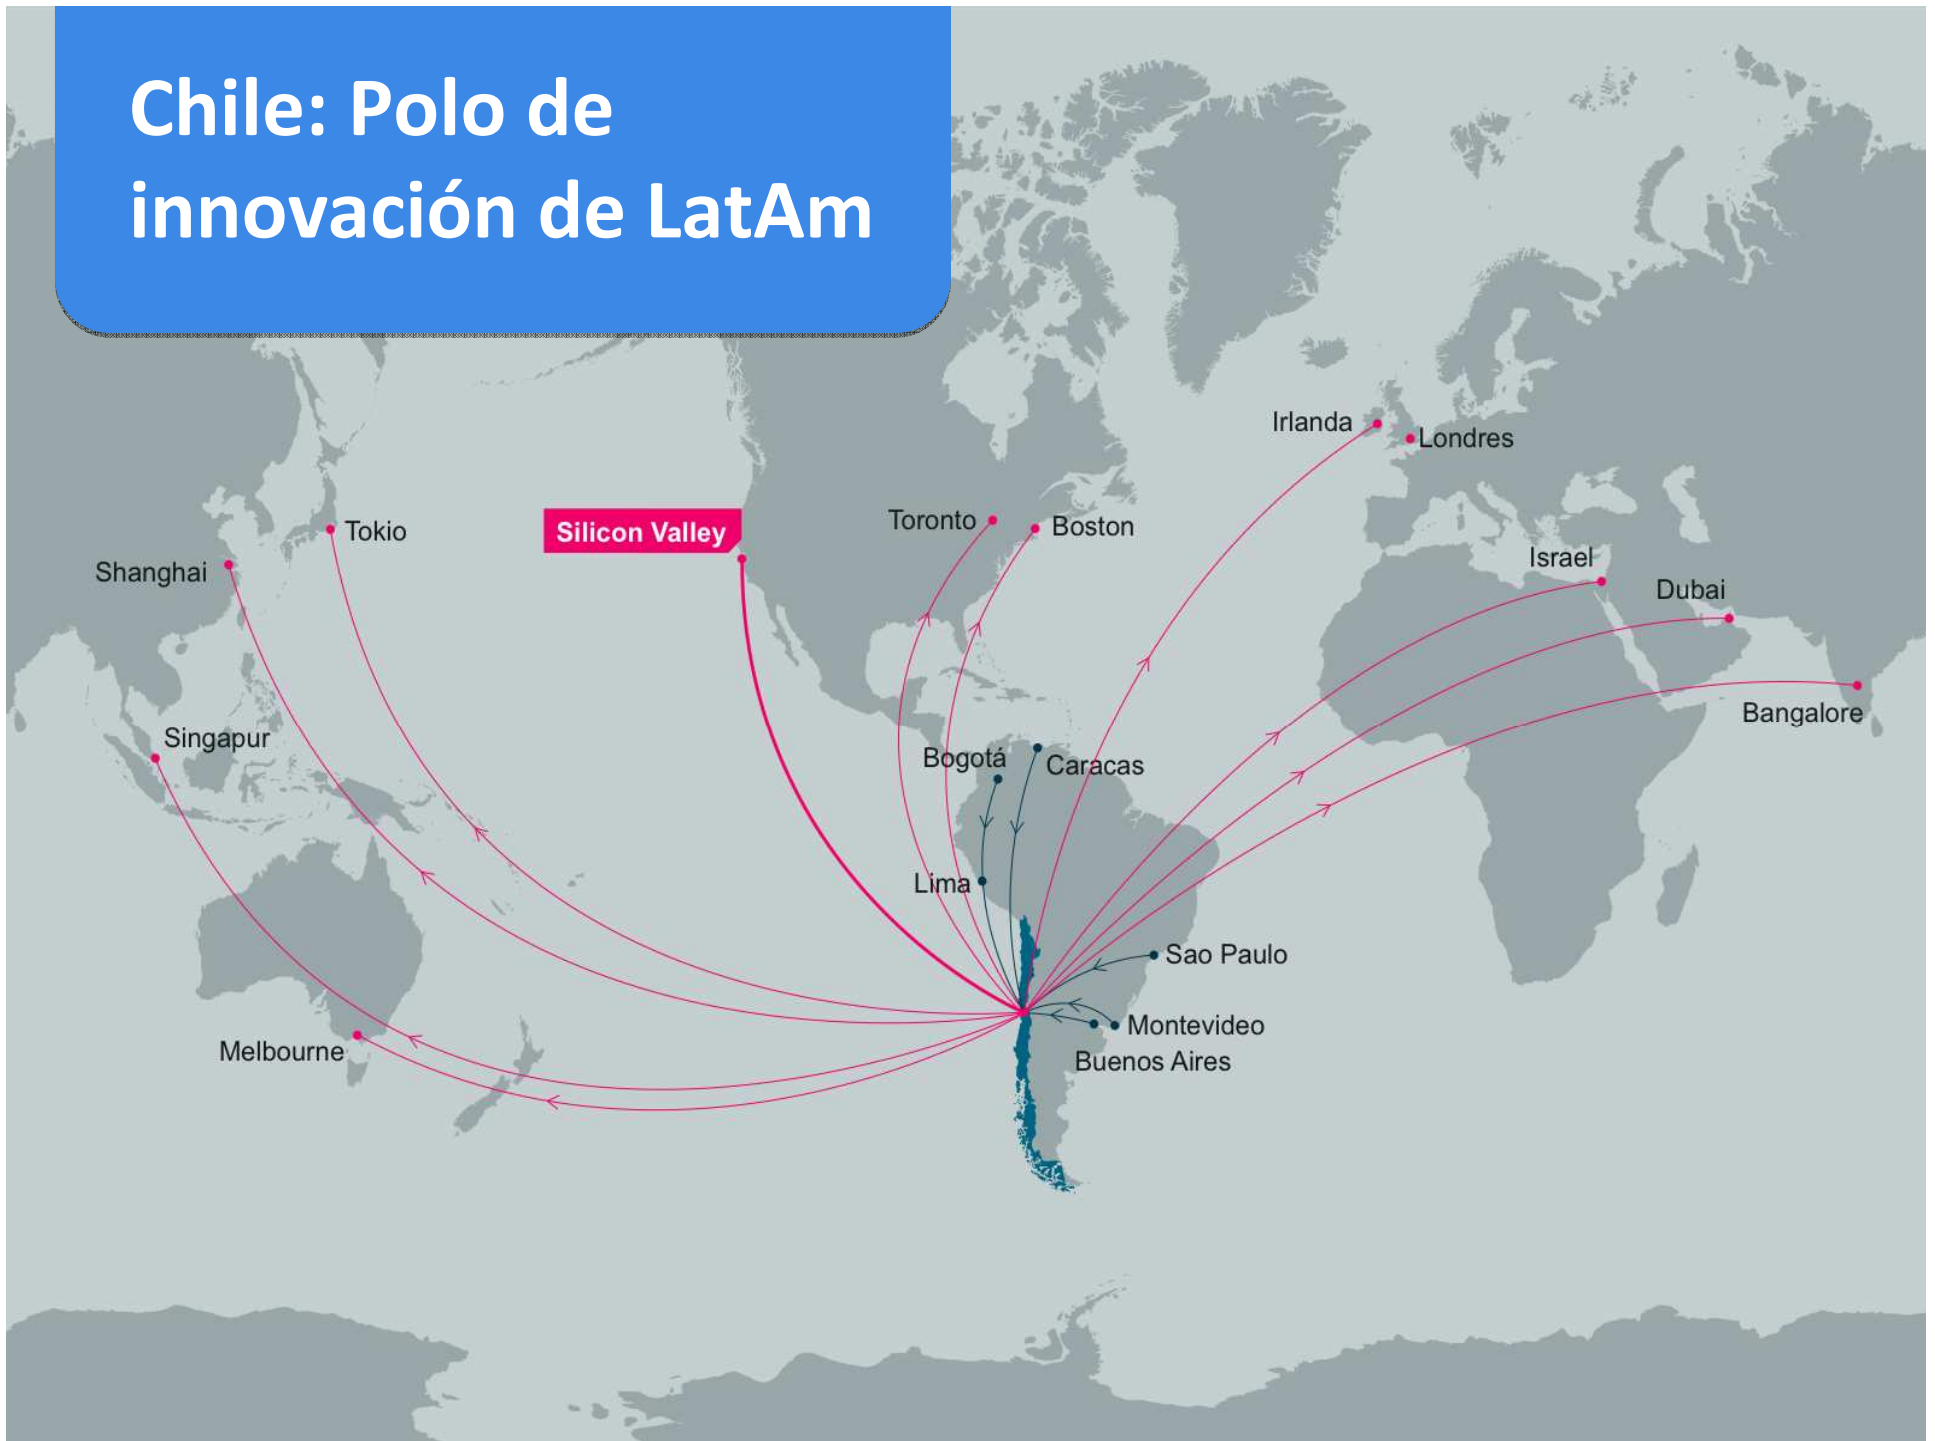 Chile: Polo de
innovación de LatAm
Irlanda
Londres
Silicon Valley
Toronto
Boston
Tokio
Shanghai
Israel
Dubai
Bangalore
Singapur
Bogotá
Caracas
Lima
Sao Paulo
Montevideo
Melbourne
Buenos Aires